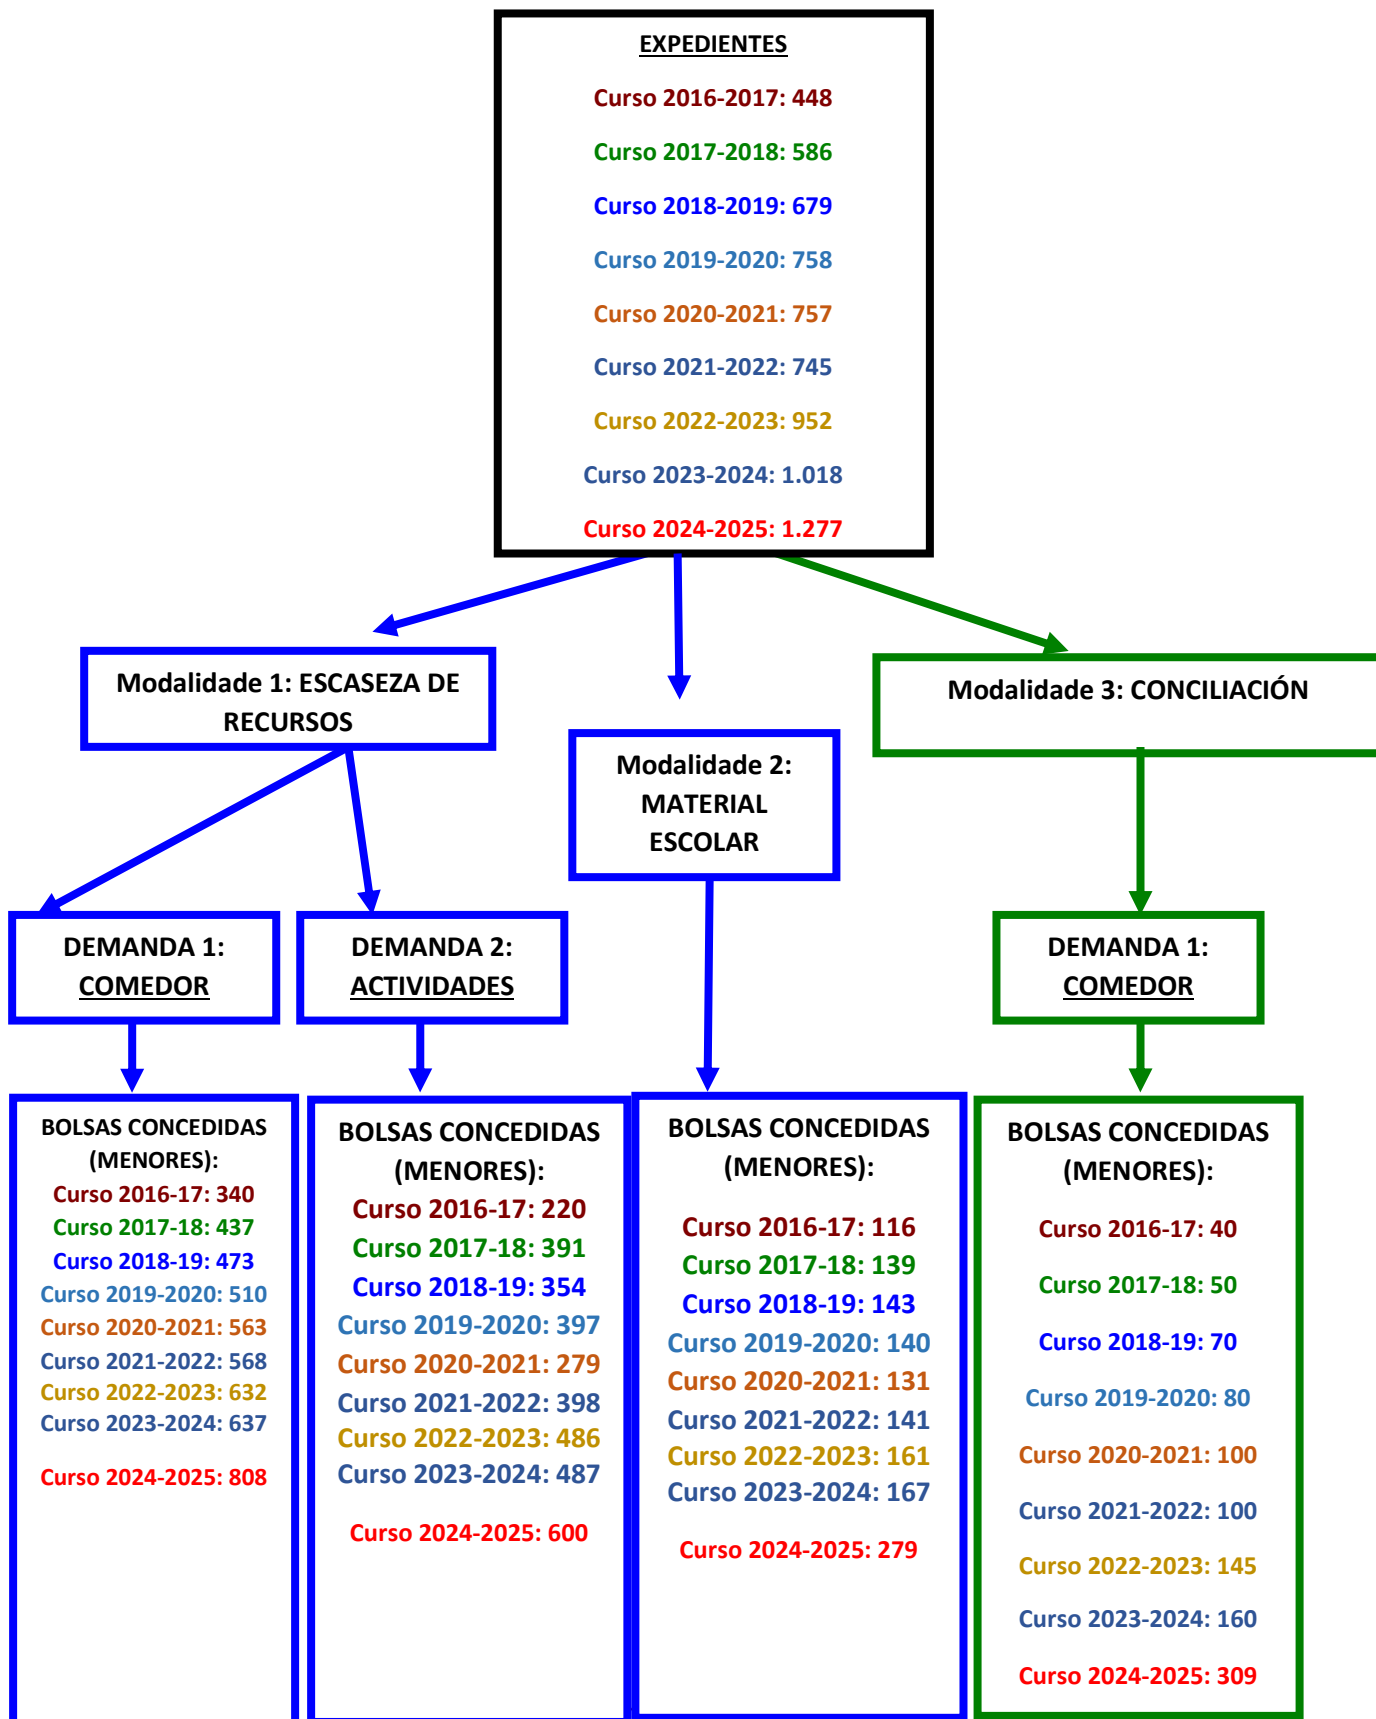 EXPEDIENTES
Curso 2016-2017: 448
Curso 2017-2018: 586
Curso 2018-2019: 679
Curso 2019-2020: 758
Curso 2020-2021: 757
Curso 2021-2022: 745
Curso 2022-2023: 952
Curso 2023-2024: 1.018
Curso 2024-2025: 1.277
Modalidade 1: ESCASEZA DE
RECURSOS
Modalidade 2:
MATERIAL
ESCOLAR
Modalidade 3: CONCILIACIÓN
DEMANDA 1:
COMEDOR
DEMANDA 2:
ACTIVIDADES
DEMANDA 1:
COMEDOR
BOLSAS CONCEDIDAS
(MENORES):
Curso 2016-17: 340
Curso 2017-18: 437
Curso 2018-19: 473
Curso 2019-2020: 510
Curso 2020-2021: 563
Curso 2021-2022: 568
Curso 2022-2023: 632
Curso 2023-2024: 637
Curso 2024-2025: 808
BOLSAS CONCEDIDAS
(MENORES):
Curso 2016-17: 220
Curso 2017-18: 391
Curso 2018-19: 354
Curso 2019-2020: 397
Curso 2020-2021: 279
Curso 2021-2022: 398
Curso 2022-2023: 486
Curso 2023-2024: 487
Curso 2024-2025: 600
BOLSAS CONCEDIDAS
(MENORES):
Curso 2016-17: 116
Curso 2017-18: 139
Curso 2018-19: 143
Curso 2019-2020: 140
Curso 2020-2021: 131
Curso 2021-2022: 141
Curso 2022-2023: 161
Curso 2023-2024: 167
Curso 2024-2025: 279
BOLSAS CONCEDIDAS
(MENORES):
Curso 2016-17: 40
Curso 2017-18: 50
Curso 2018-19: 70
Curso 2019-2020: 80
Curso 2020-2021: 100
Curso 2021-2022: 100
Curso 2022-2023: 145
Curso 2023-2024: 160
Curso 2024-2025: 309